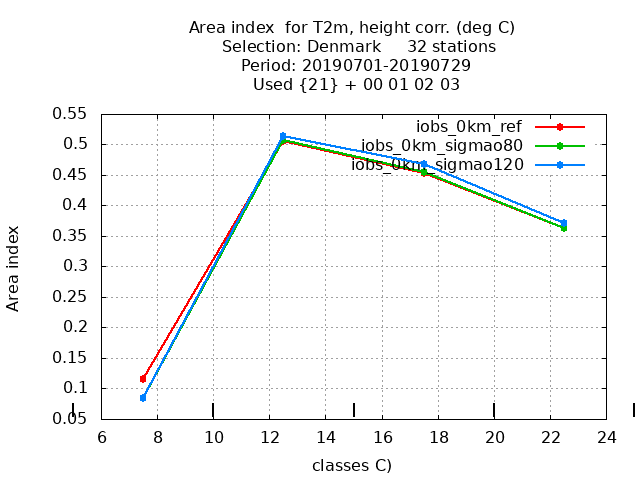 Area index  for T2m, height corr. (deg C)
Selection: Denmark     32 stations
Period: 20190701-20190729
Used {21} + 00 01 02 03
iobs_0km_ref
iobs_0km_sigmao80
iobs_0km_sigmao120
Area index
0.55
0.5
0.45
0.4
0.35
0.3
0.25
0.2
0.15
0.1
0.05
6 8 10 12 14 16 18 20 22 24
classes C)